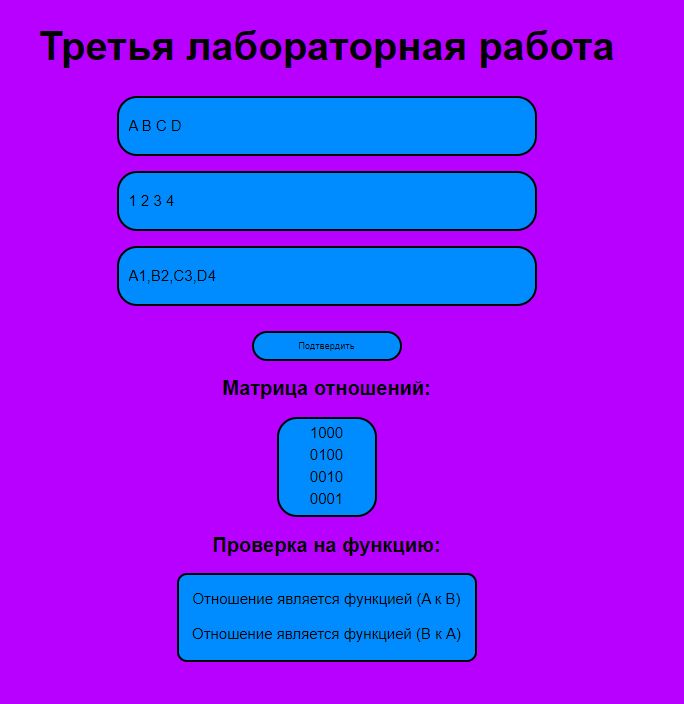 Третья лабораторная работа
A B C D
1 2 3 4
A1,B2,C3,D4
Подтвердить
Матрица отношений:
1000
0100
0010
0001
Проверка на функцию:
Отношение является функцией (A к B)
Отношение является функцией (B к A)